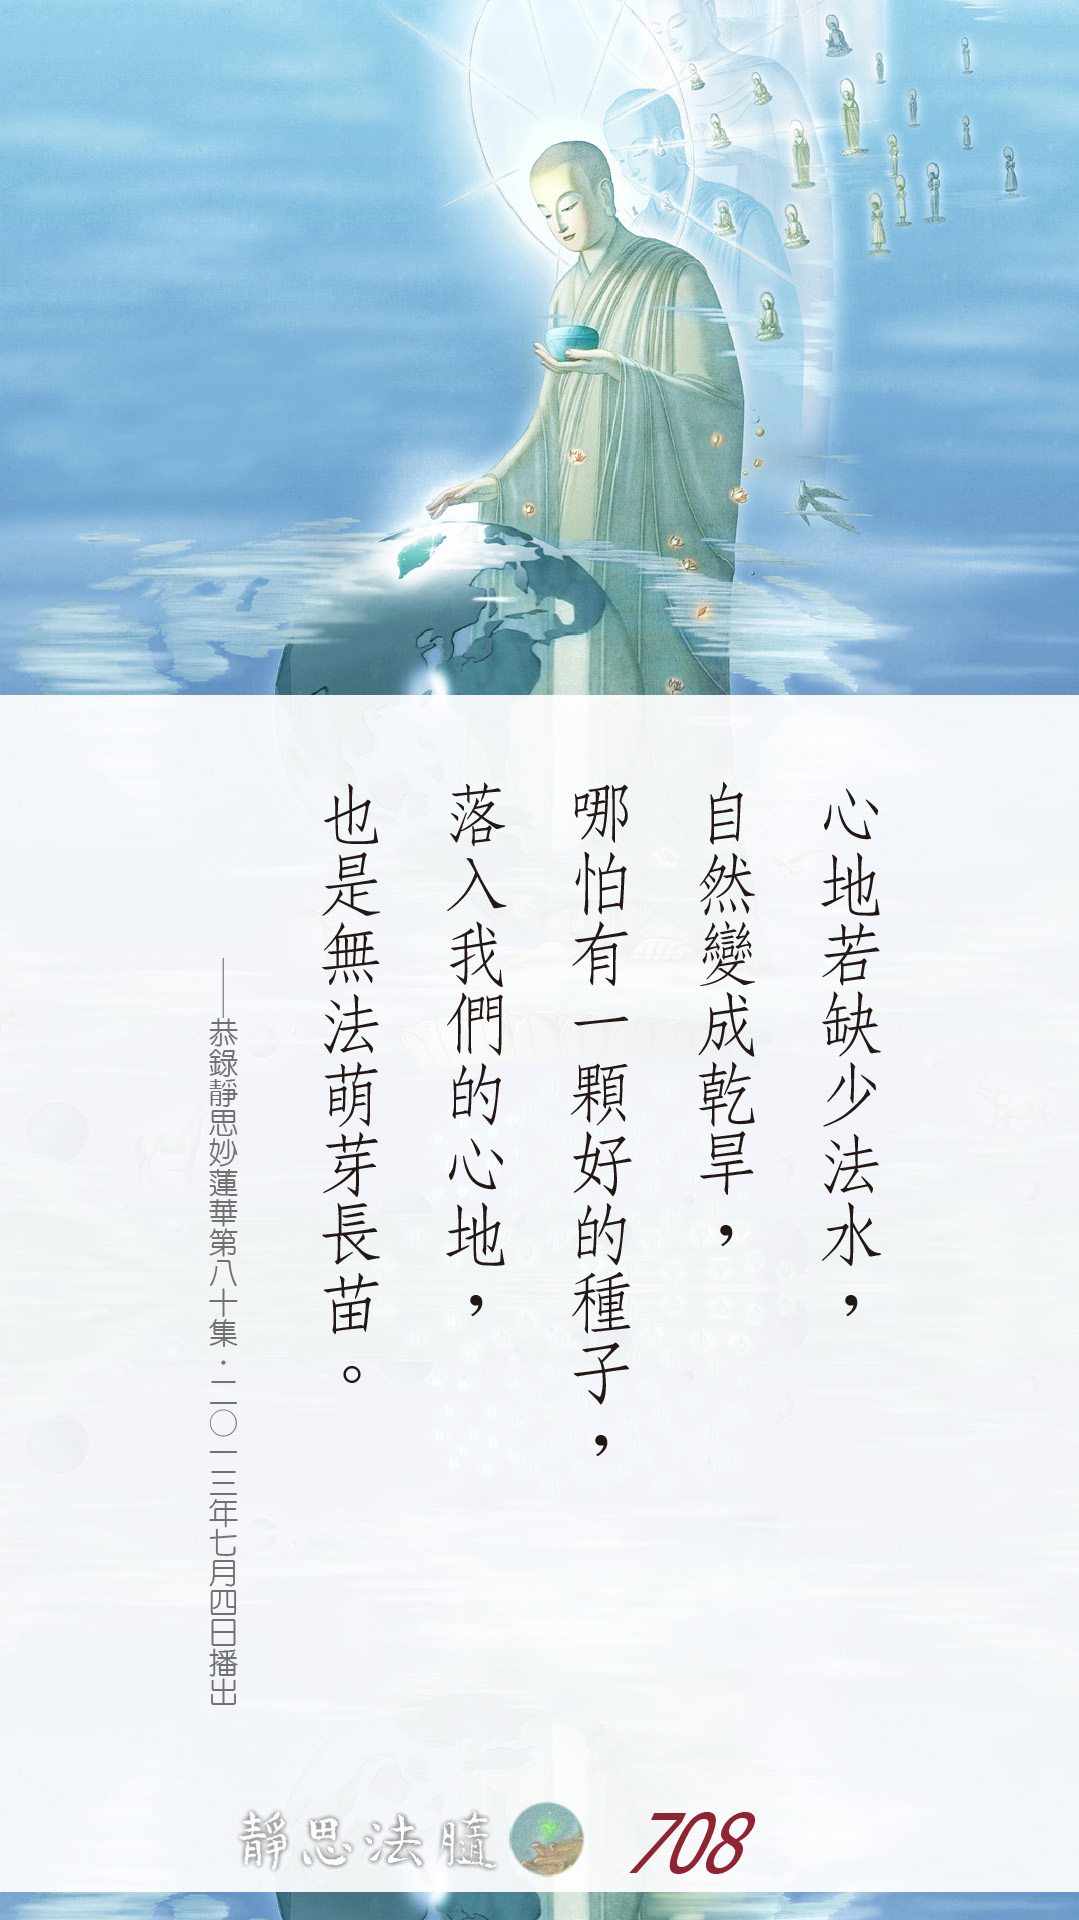 心地若缺少法水，
自然變成乾旱，
哪怕有一顆好的種子，
落入我們的心地，
也是無法萌芽長苗。
——恭錄靜思妙蓮華第八十集・二〇一三年七月四日播出
靜思法髓
708